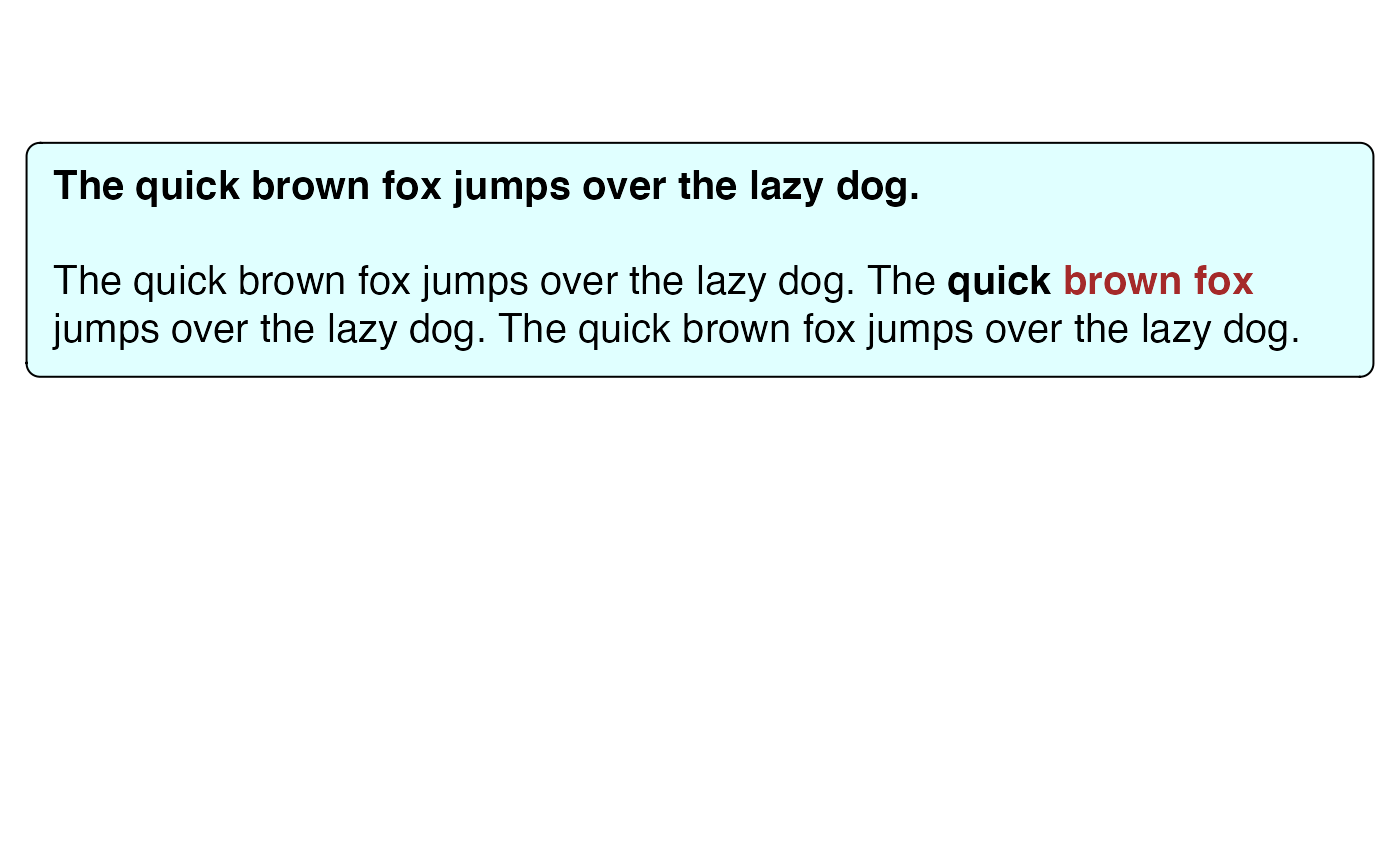 The quick brown fox jumps over the lazy dog.
The quick brown fox jumps over the lazy dog. The quick brown fox
jumps over the lazy dog. The quick brown fox jumps over the lazy dog.